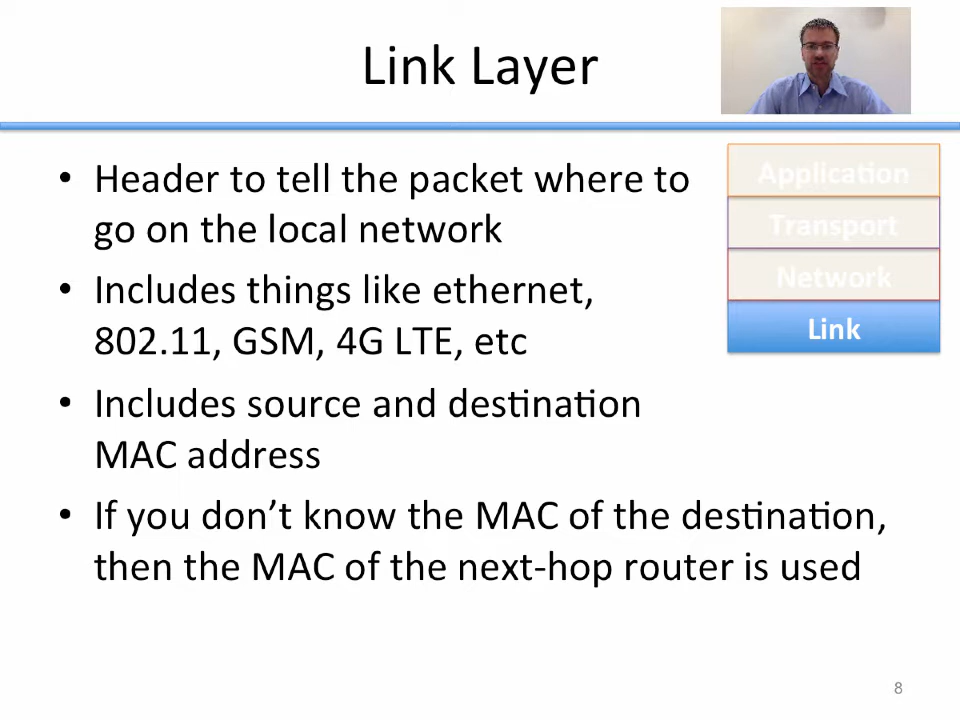 Link Layer
• Header to tell the packet where to
go on the local network
• Includes things like ethernet,
802.11, GSM, 4G LTE, etc
• Includes source and destination
MAC address
• If you don’t know the MAC of the destination,
then the MAC of the next-hop router is used
Application
Transport
Network
Link
8